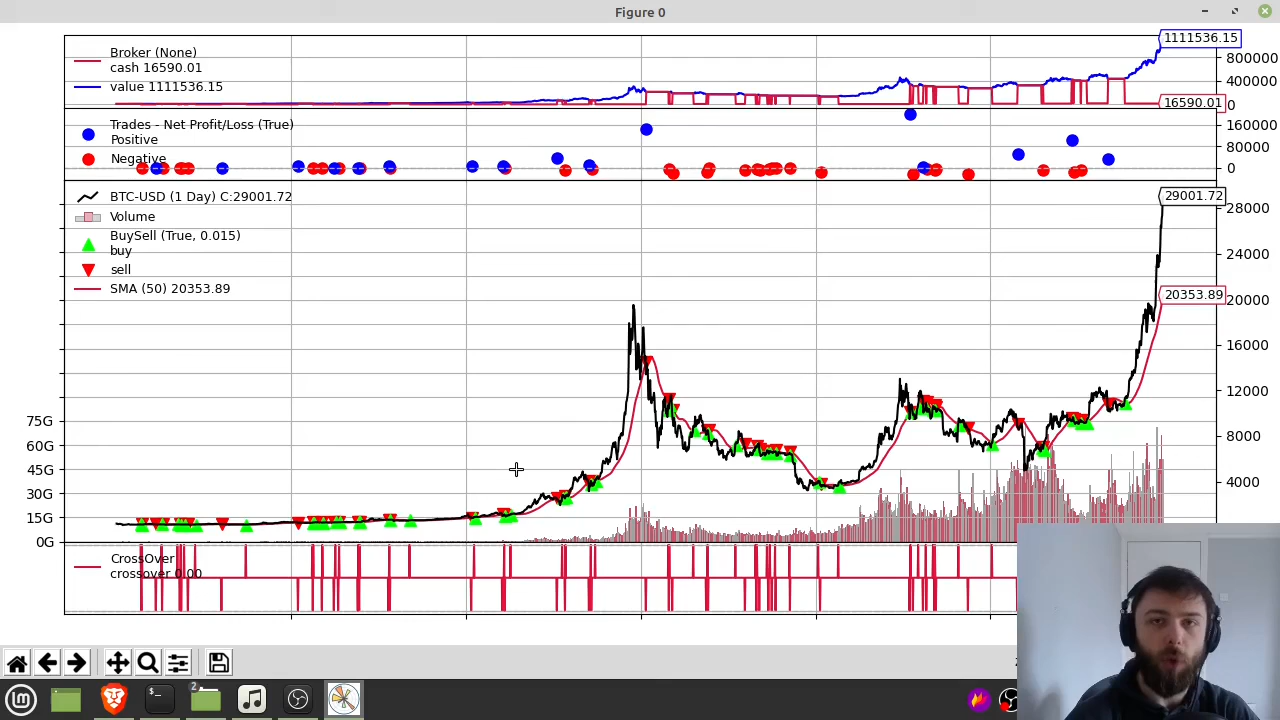 Figure 0
Broker (None)
cash 16590.01
value 1111536.15
1111536.15
800000
400000
16590.01
0
Trades - Net Profit/Loss (True)
Positive
Negative
160000
80000
0
BTC-USD (1 Day) C:29001.72
Volume
BuySell (True, 0.015)
buy
sell
SMA (50) 20353.89
29001.72
28000
24000
20353.89
20000
16000
12000
8000
4000
75G
60G
45G
30G
15G
0G
CrossOver
crossover 0.00
2